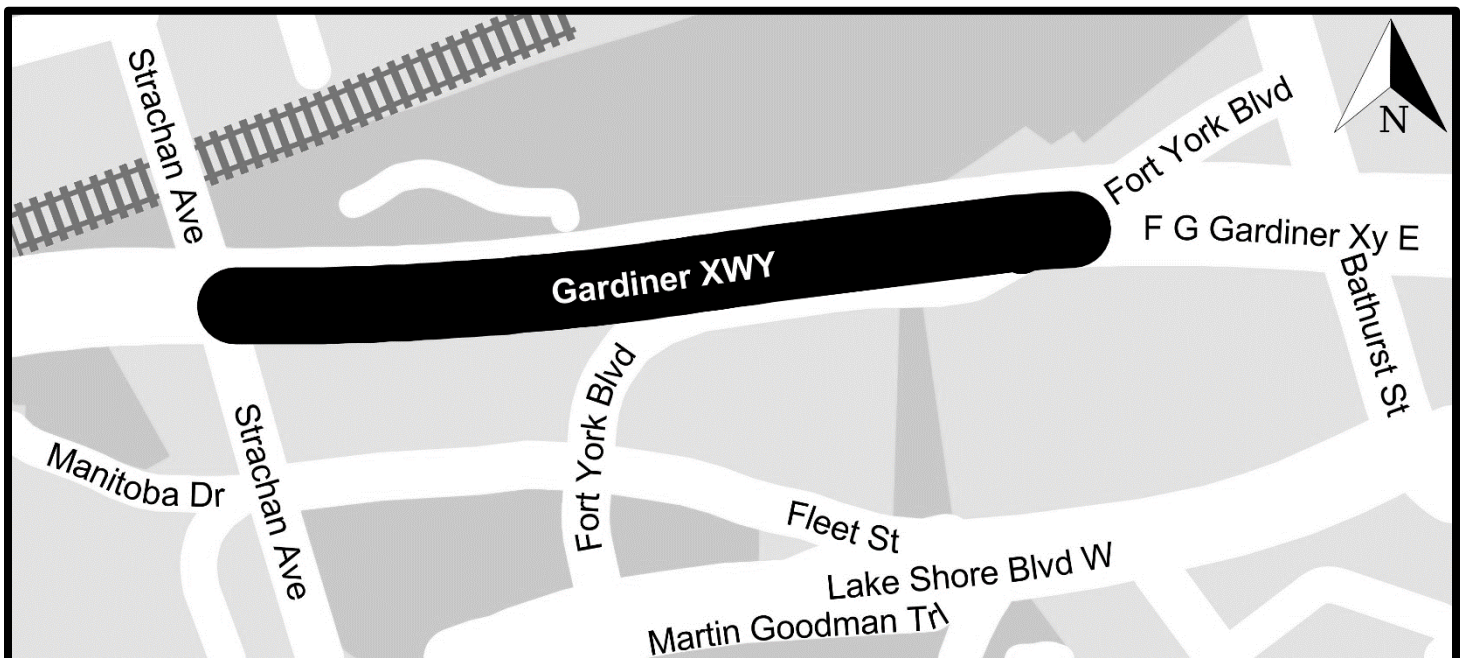 Strachan Ave
Fort York Blvd
N
F G Gardiner Xy E
Gardiner XWY
Bathurst St
Fort York Blvd
Manitoba Dr
Strachan Ave
Fleet St
Lake Shore Blvd W
Martin Goodman Trl